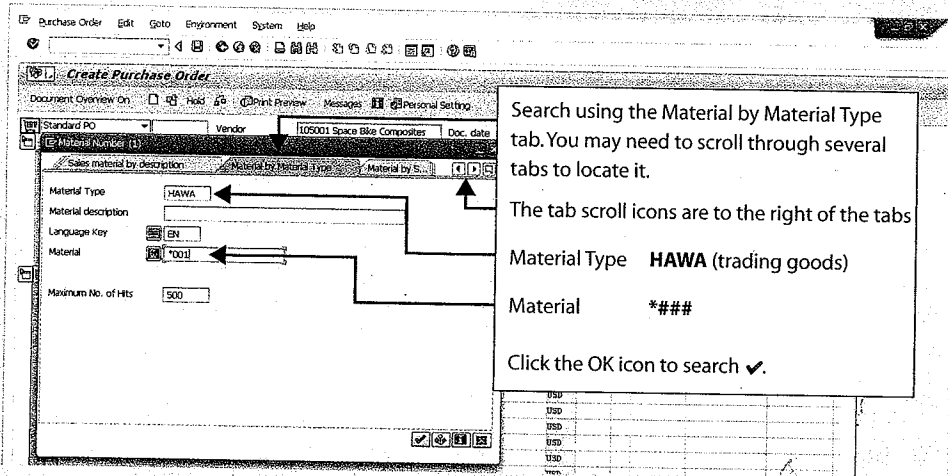 Purchase Order Edit Goto Environment System Help
Create Purchase Order
Document Overview On Hold Print Preview Messages Personal Setting
Standard PO Vendor 105001 Space Bike Composites Doc. date
Material Number (1)
Sales material by description Material by Material Type Material by S...
Material Type HAWA
Material description
Language Key EN
Material *001
Maximum No. of Hits 500
Search using the Material by Material Type
tab. You may need to scroll through several
tabs to locate it.
The tab scroll icons are to the right of the tabs
Material Type HAWA (trading goods)
Material *###
Click the OK icon to search ✔.
USD
USD
USD
USD
USD